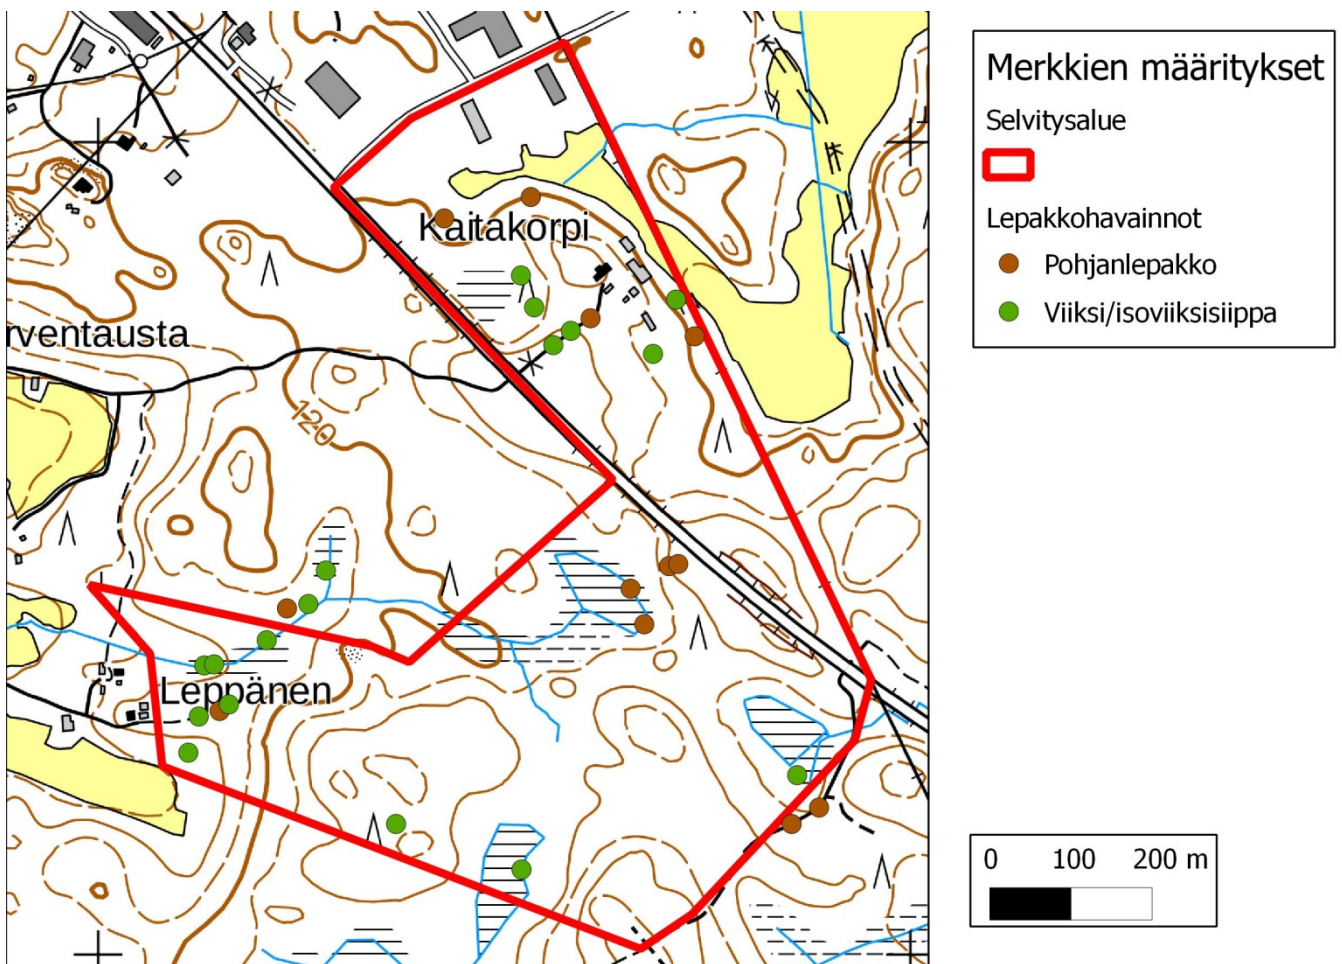 Kaitakorpi
rventausta
120
Leppänen
Merkkien määritykset
Selvitysalue
Lepakkohavainnot
Pohjanlepakko
Viiksi/isoviiksisiippa
0 100 200 m